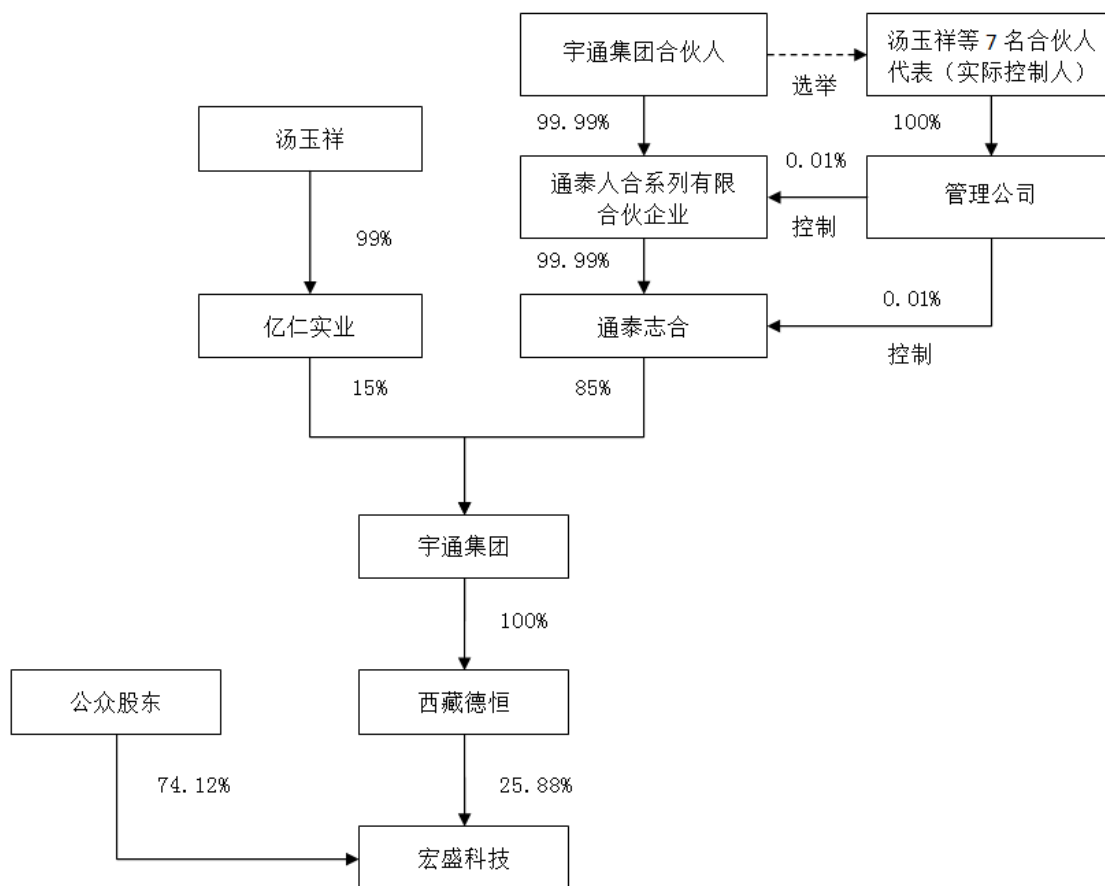 宇通集团合伙人
汤玉祥等 7 名合伙人
代表（实际控制人）
选举
99.99%
100%
汤玉祥
0.01%
通泰人合系列有限
合伙企业
管理公司
控制
99%
99.99%
0.01%
亿仁实业
通泰志合
控制
15%
85%
宇通集团
100%
公众股东
西藏德恒
74.12%
25.88%
宏盛科技